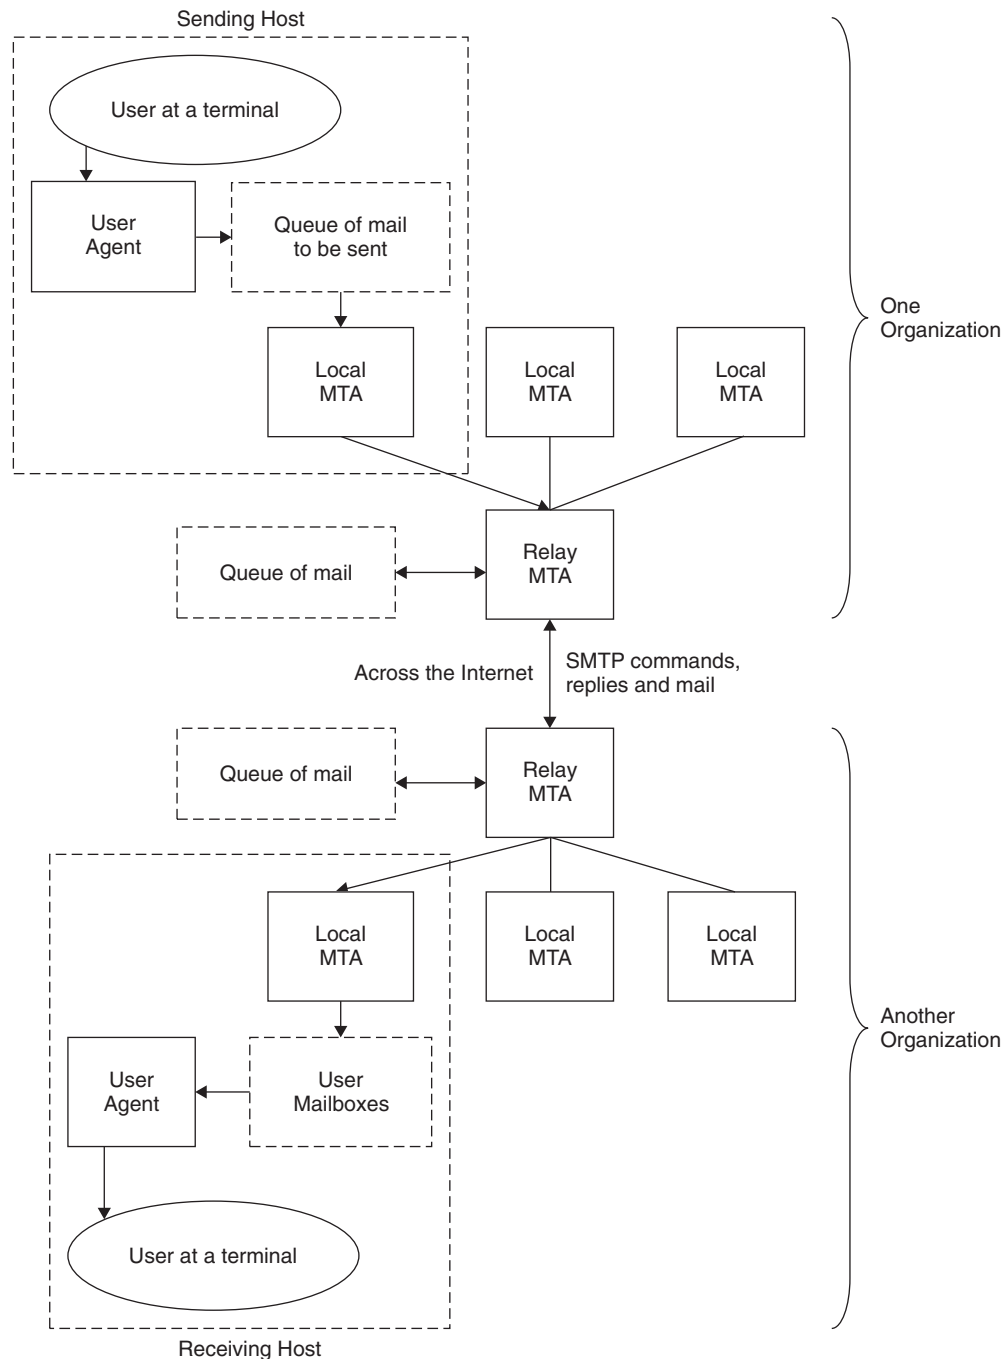 Sending Host
User at a terminal
User
Agent
Queue of mail
to be sent
Local
MTA
Local
MTA
Local
MTA
One
Organization
Queue of mail
Relay
MTA
Across the Internet
SMTP commands,
replies and mail
Queue of mail
Relay
MTA
Local
MTA
Local
MTA
Local
MTA
Another
Organization
User
Agent
User
Mailboxes
User at a terminal
Receiving Host